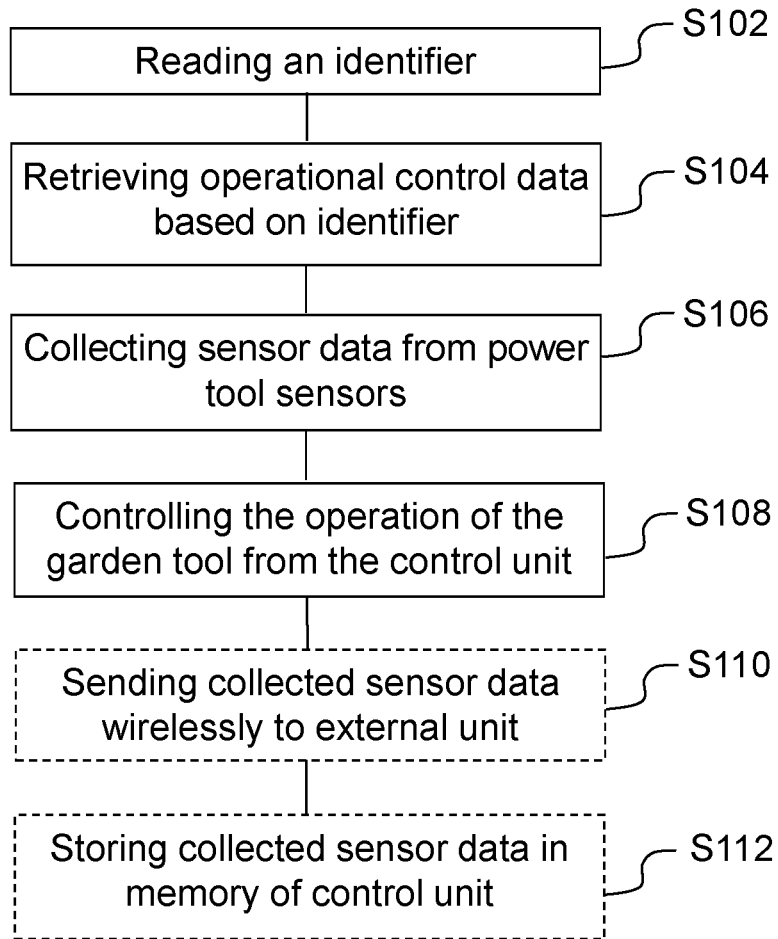 S102
Reading an identifier
S104
Retrieving operational control data
based on identifier
S106
Collecting sensor data from power
tool sensors
S108
Controlling the operation of the
garden tool from the control unit
S110
Sending collected sensor data
wirelessly to external unit
S112
Storing collected sensor data in
memory of control unit